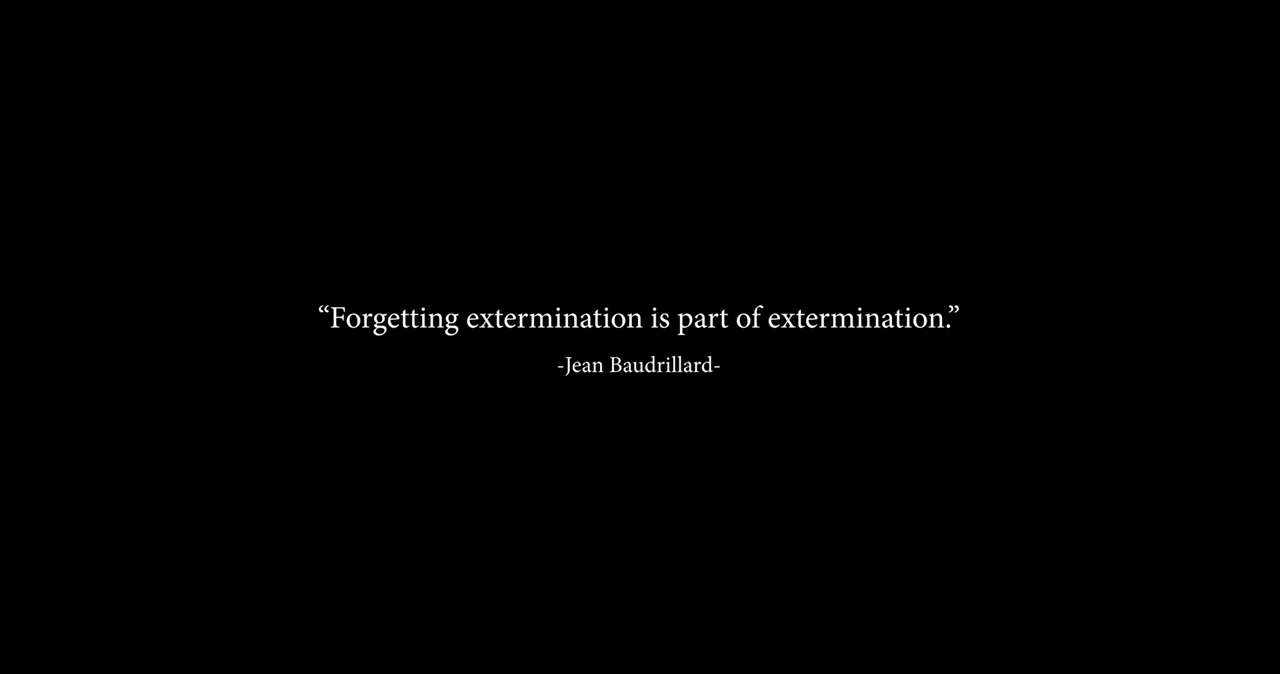 “Forgetting extermination is part of extermination.”
-Jean Baudrillard-